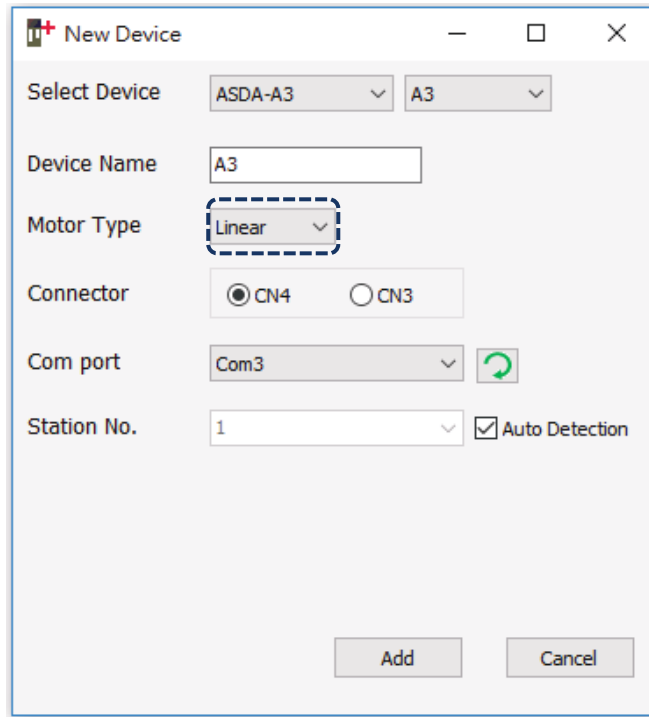 New Device
Select Device ASDA-A3 A3
Device Name A3
Motor Type Linear
Connector CN4 CN3
Com port Com3
Station No. 1 Auto Detection
Add Cancel